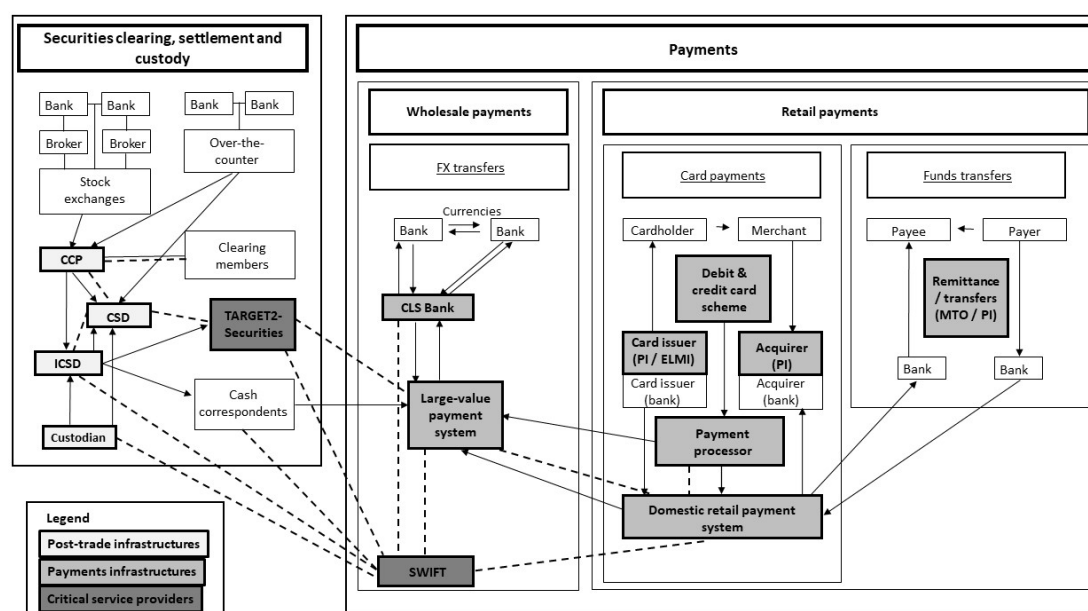 Securities clearing, settlement and
custody
Bank
Bank
Bank
Bank
Broker
Broker
Over-the-
counter
Stock
exchanges
CCP
Clearing
members
CSD
TARGET2-
Securities
ICSD
Cash
correspondents
Custodian
Legend
Post-trade infrastructures
Payments infrastructures
Critical service providers
Payments
Wholesale payments
FX transfers
Currencies
Bank
Bank
CLS Bank
Large-value
payment
system
SWIFT
Retail payments
Card payments
Cardholder
Merchant
Debit &
credit card
scheme
Card issuer
(PI / ELMI)
Acquirer
(PI)
Card issuer
(bank)
Acquirer
(bank)
Payment
processor
Domestic retail payment
system
Funds transfers
Payee
Payer
Remittance
/ transfers
(MTO / PI)
Bank
Bank